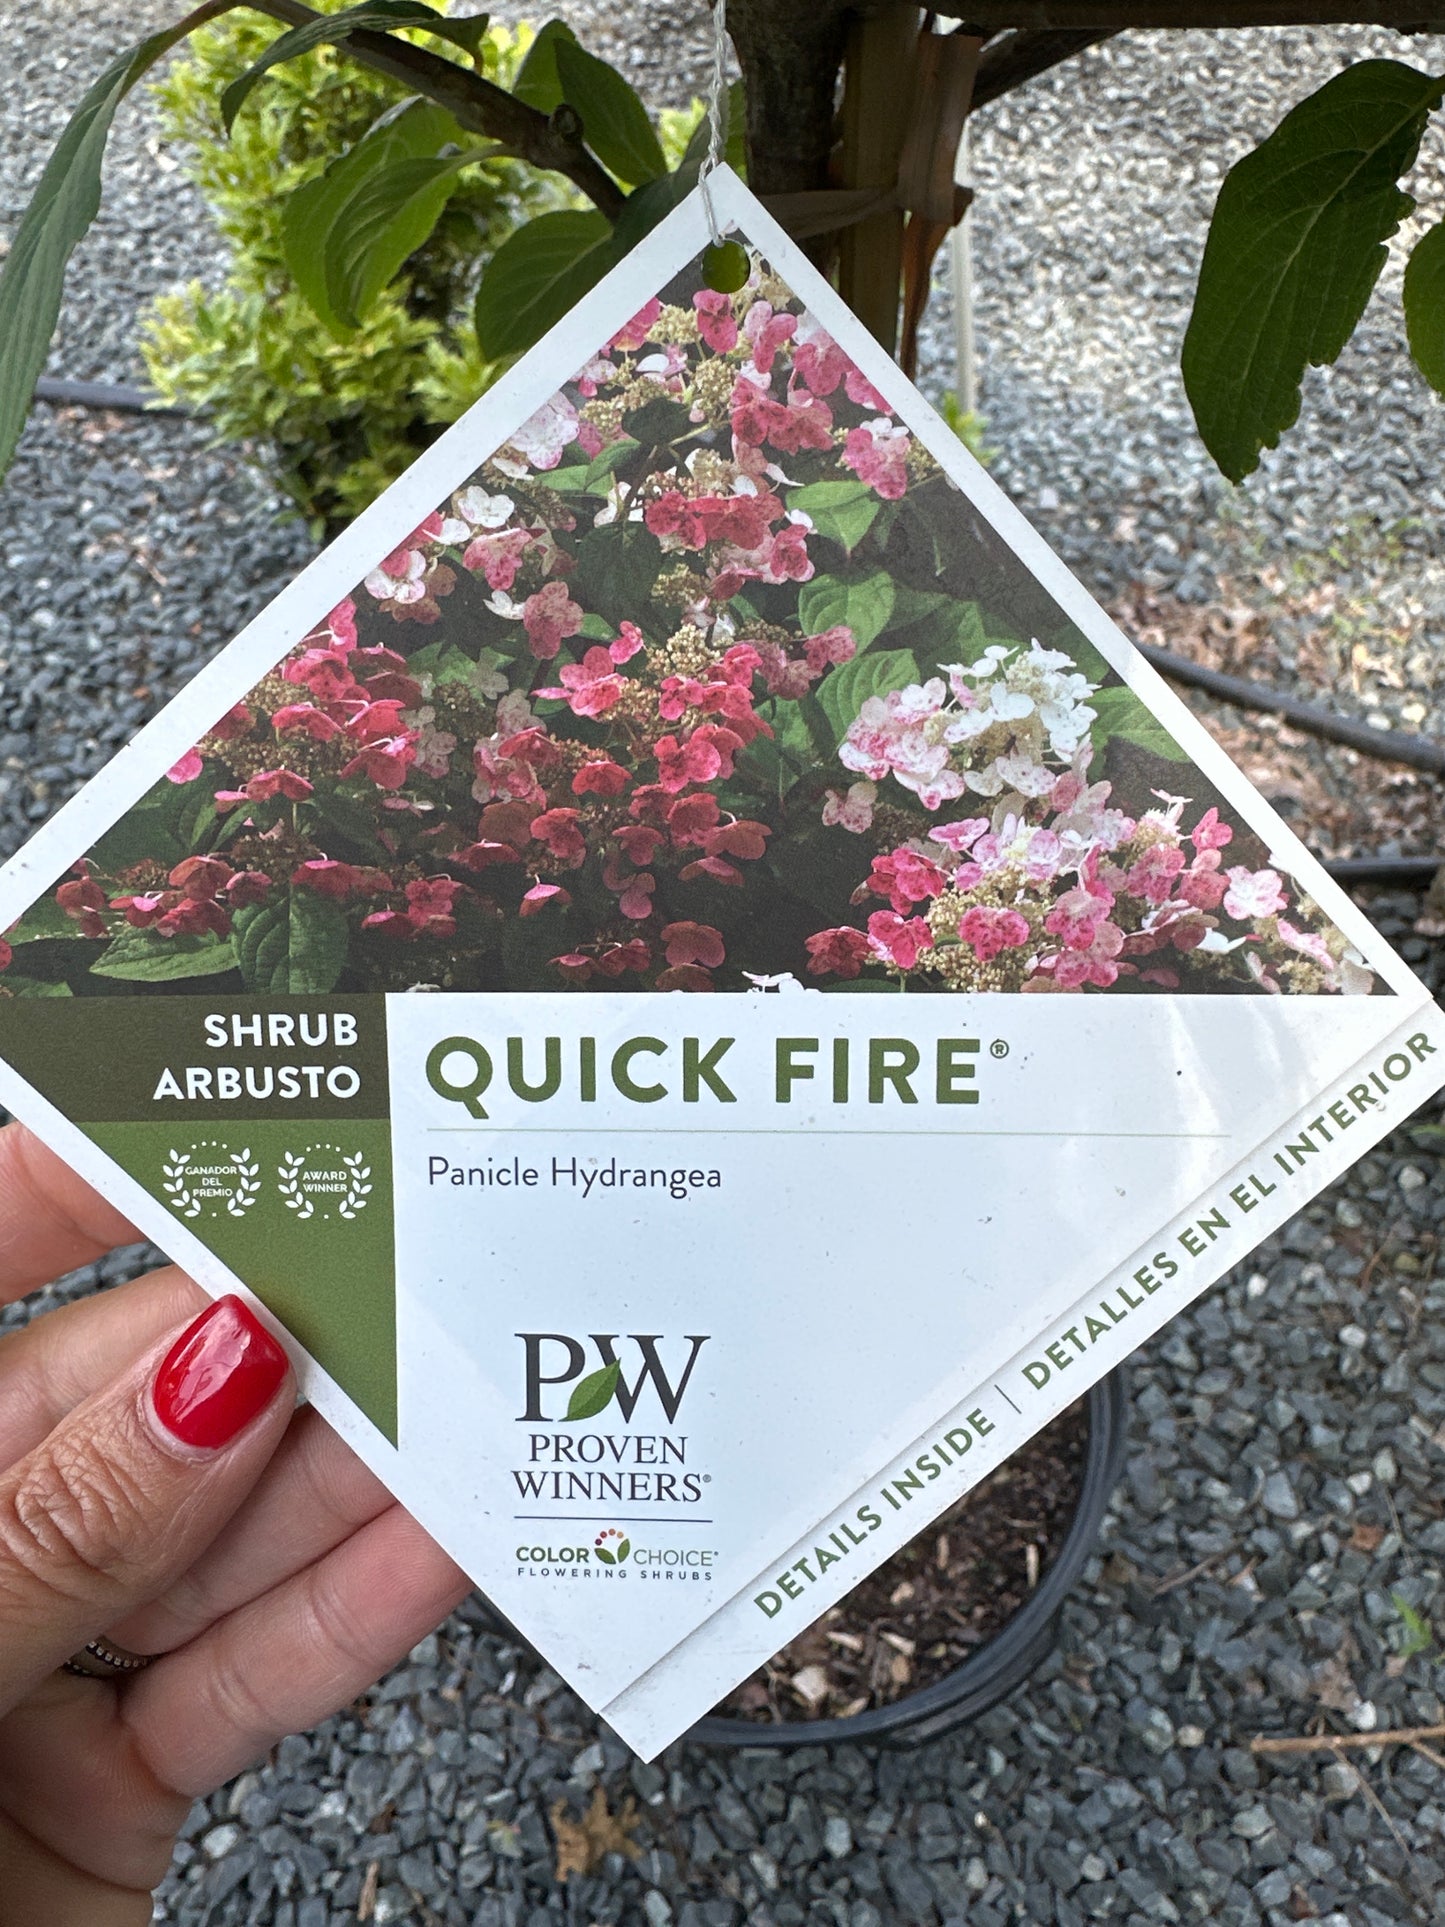 SHRUB
ARBUSTO
GANADOR
DEL
PREMIO
AWARD
WINNER
QUICK FIRE®
Panicle Hydrangea
PW
PROVEN
WINNERS®
COLOR CHOICE®
FLOWERING SHRUBS
DETAILS INSIDE | DETALLES EN EL INTERIOR